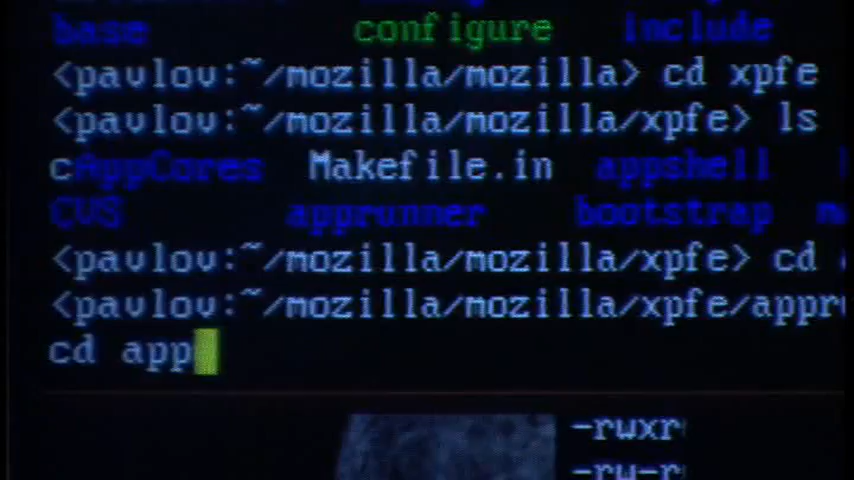 base configure include
<pavlov:~/mozilla/mozilla> cd xpfe
<pavlov:~/mozilla/mozilla/xpfe> ls
cAppCores Makefile.in appshell
CVS apprunner bootstrap
<pavlov:~/mozilla/mozilla/xpfe> cd
<pavlov:~/mozilla/mozilla/xpfe/appr
cd app
-rwxr
-rw-r